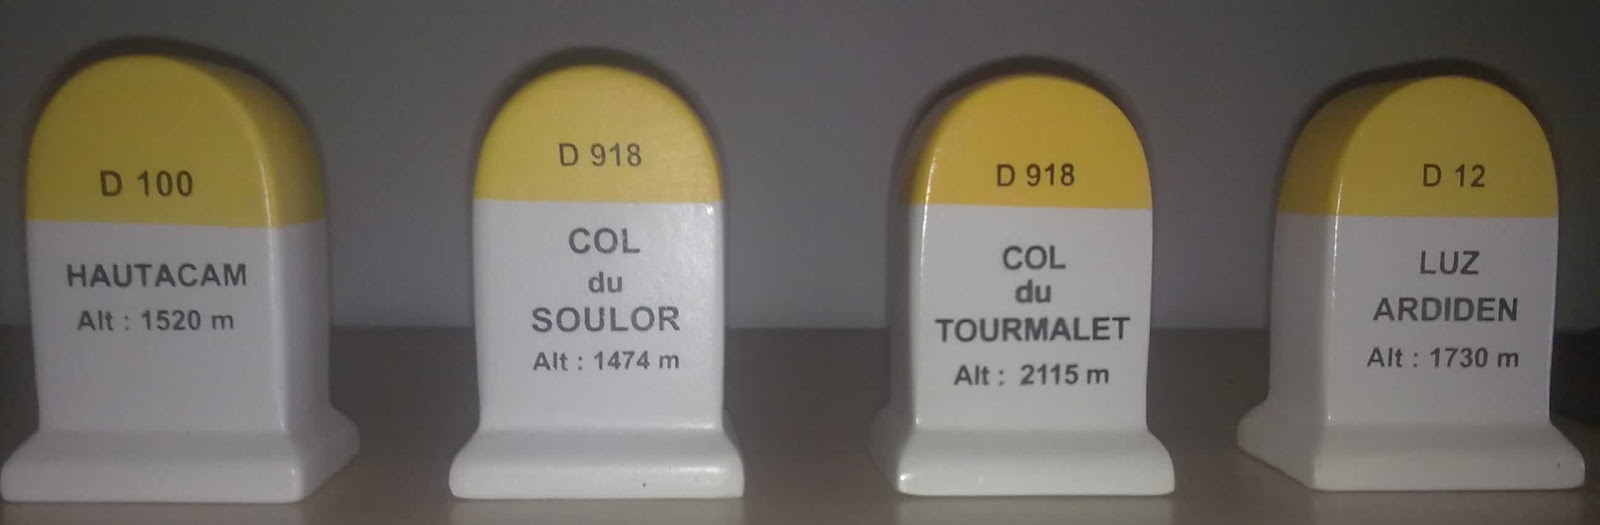 D 100
HAUTACAM
Alt : 1520 m
D 918
COL
du
SOULOR
Alt : 1474 m
D 918
COL
du
TOURMALET
Alt : 2115 m
D 12
LUZ
ARDIDEN
Alt : 1730 m